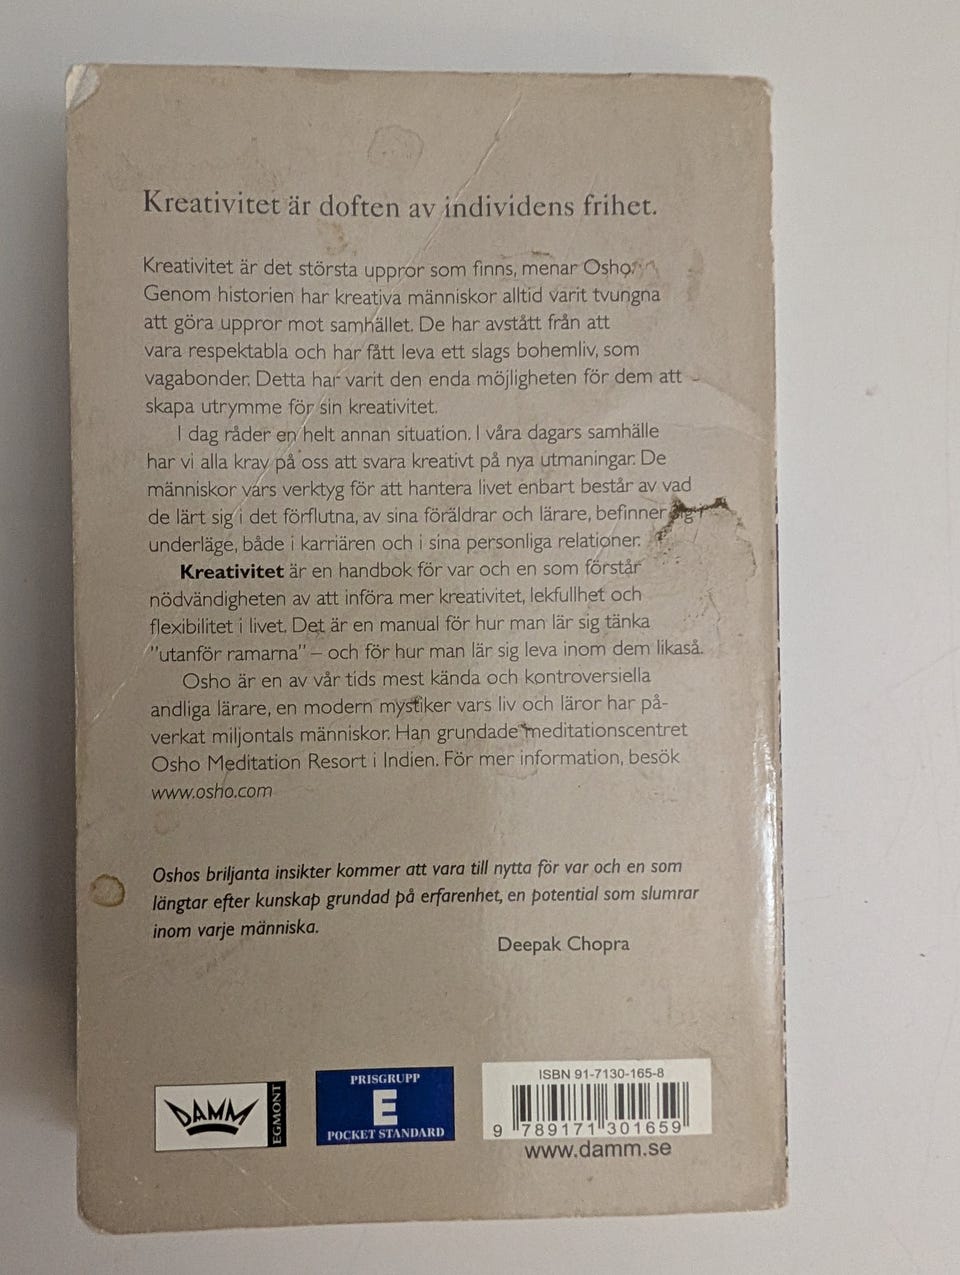 Kreativitet är doften av individens frihet.
Kreativitet är det största uppror som finns, menar Osho.
Genom historien har kreativa människor alltid varit tvungna
att göra uppror mot samhället. De har avstått från att
vara respektabla och har fått leva ett slags bohemliv, som
vagabonder. Detta har varit den enda möjligheten för dem att
skapa utrymme för sin kreativitet.
I dag råder en helt annan situation. I våra dagars samhälle
har vi alla krav på oss att svara kreativt på nya utmaningar. De
människor vars verktyg för att hantera livet enbart består av vad
de lärt sig i det förflutna, av sina föräldrar och lärare, befinner sig i
underläge, både i karriären och i sina personliga relationer.
Kreativitet är en handbok för var och en som förstår
nödvändigheten av att införa mer kreativitet, lekfullhet och
flexibilitet i livet. Det är en manual för hur man lär sig tänka
"utanför ramarna" – och för hur man lär sig leva inom dem likaså.
Osho är en av vår tids mest kända och kontroversiella
andliga lärare, en modern mystiker vars liv och läror har på-
verkat miljontals människor. Han grundade meditationscentret
Osho Meditation Resort i Indien. För mer information, besök
www.osho.com
Oshos briljanta insikter kommer att vara till nytta för var och en som
längtar efter kunskap grundad på erfarenhet, en potential som slumrar
inom varje människa.
Deepak Chopra
DAMM
EGMONT
PRISGRUPP
E
POCKET STANDARD
ISBN 91-7130-165-8
9 789171 301659
www.damm.se